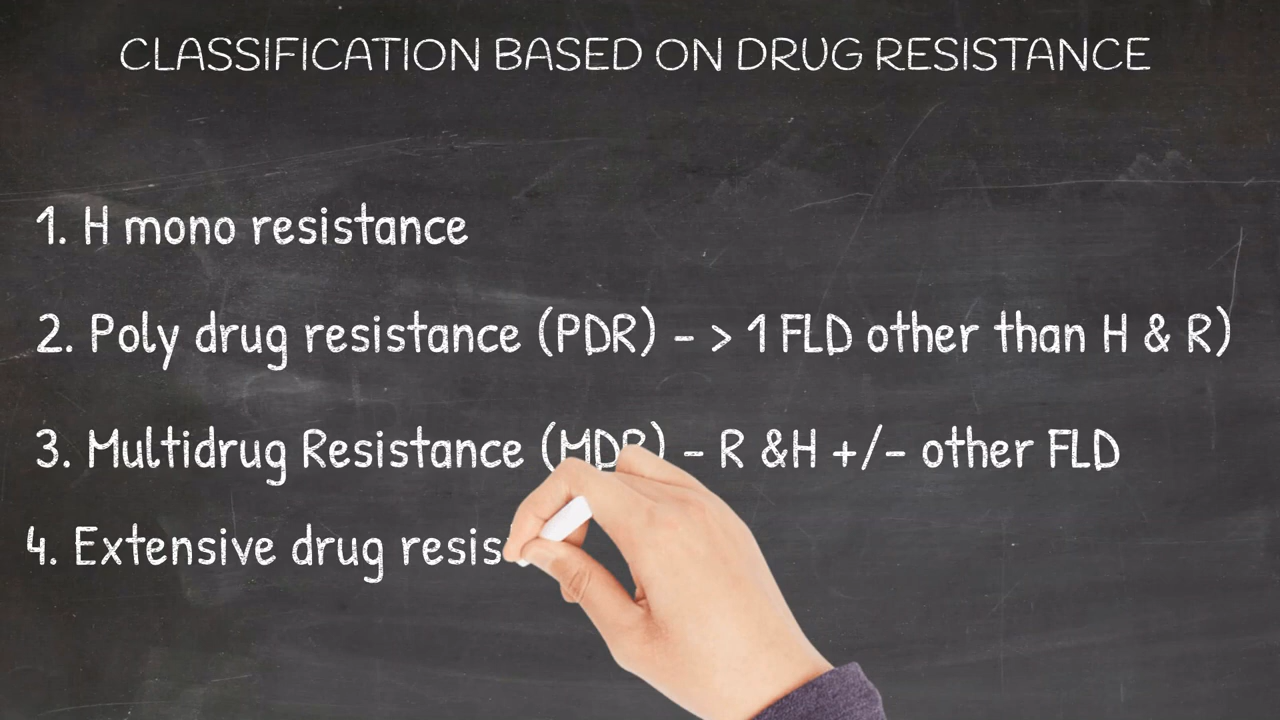 CLASSIFICATION BASED ON DRUG RESISTANCE
1. H mono resistance
2. Poly drug resistance (PDR) - > 1 FLD other than H & R)
3. Multidrug Resistance (MDR) - R &H +/- other FLD
4. Extensive drug resis